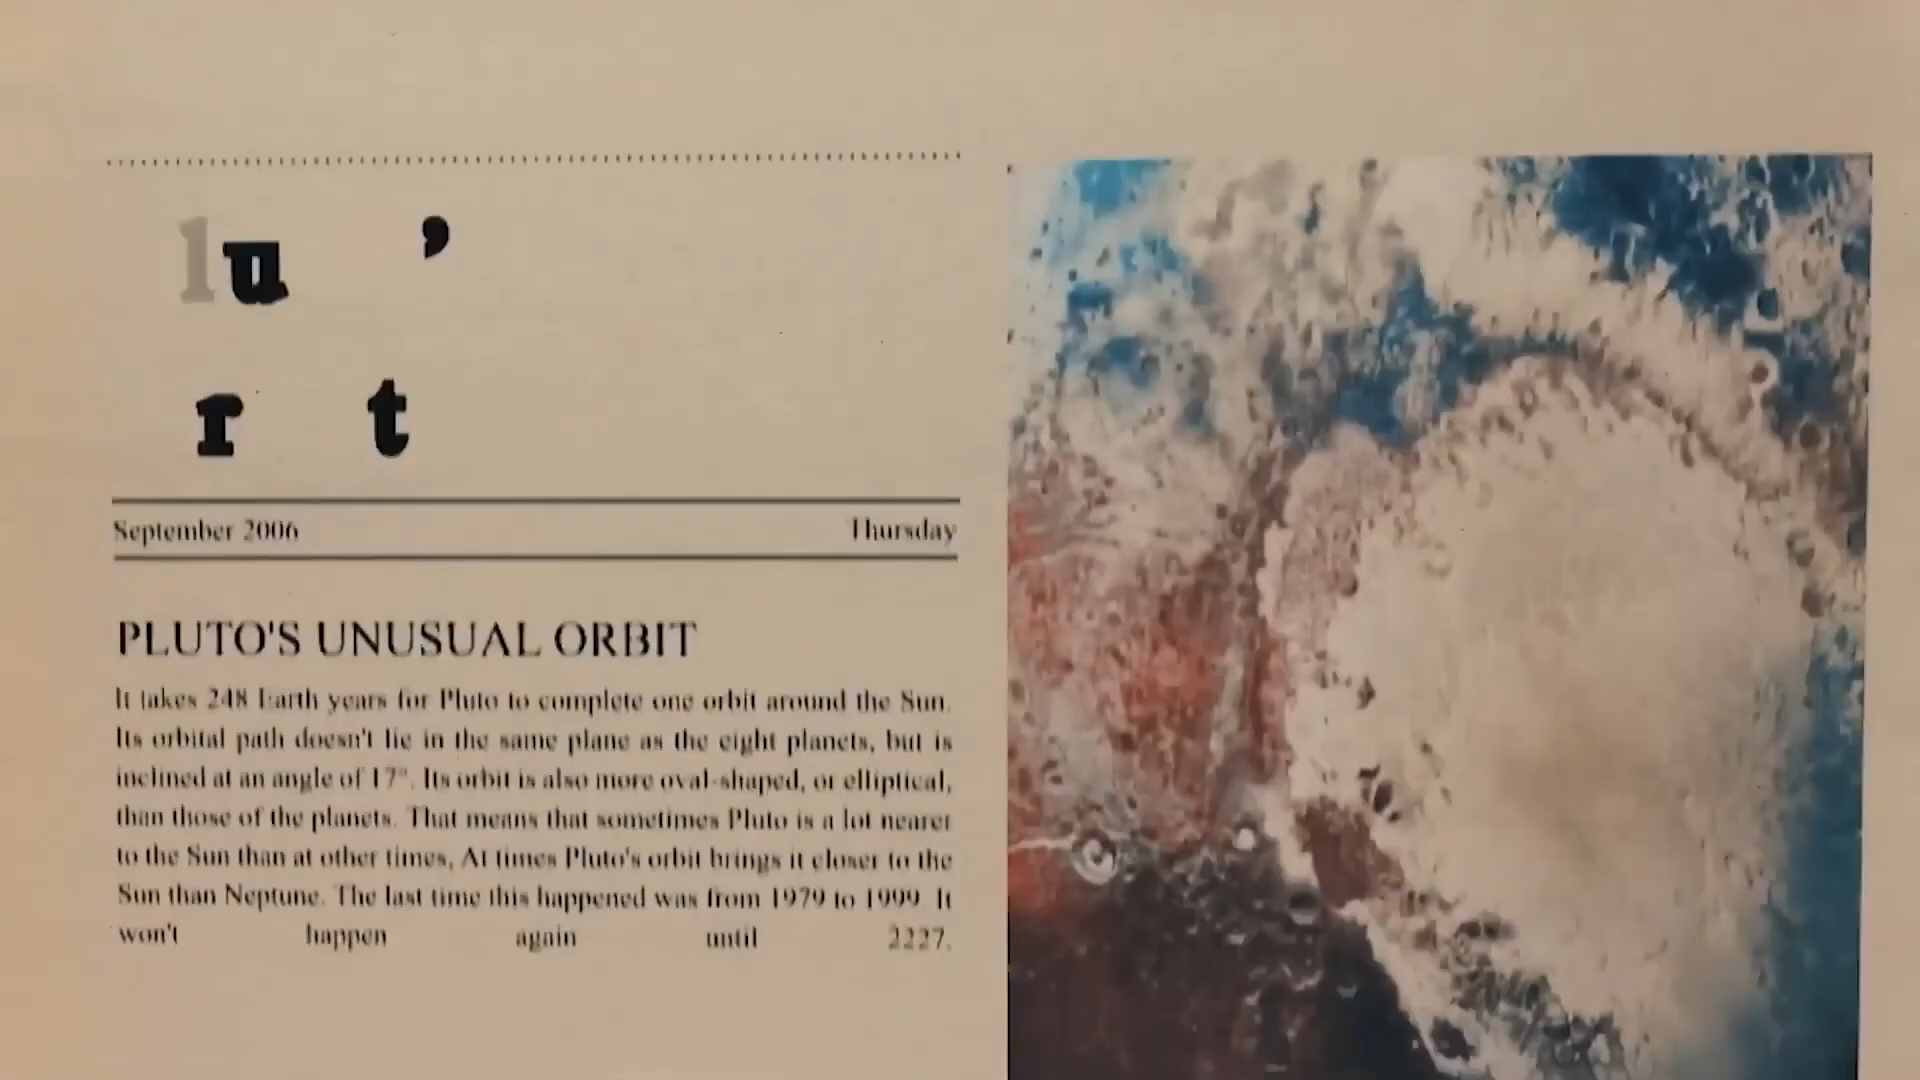 lu ’
r t
September 2006 Thursday
PLUTO'S UNUSUAL ORBIT
It takes 248 Earth years for Pluto to complete one orbit around the Sun.
Its orbital path doesn't lie in the same plane as the eight planets, but is
inclined at an angle of 17°. Its orbit is also more oval-shaped, or elliptical,
than those of the planets. That means that sometimes Pluto is a lot nearer
to the Sun than at other times, At times Pluto's orbit brings it closer to the
Sun than Neptune. The last time this happened was from 1979 to 1999. It
won't happen again until 2227.